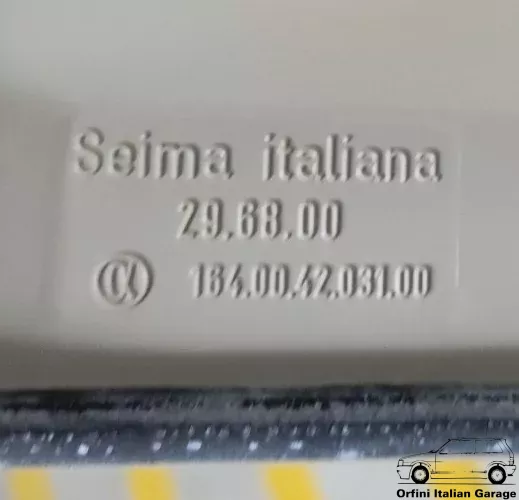 Seima italiana
29.68.00
α 164.00.42.031.00
Orfini Italian Garage